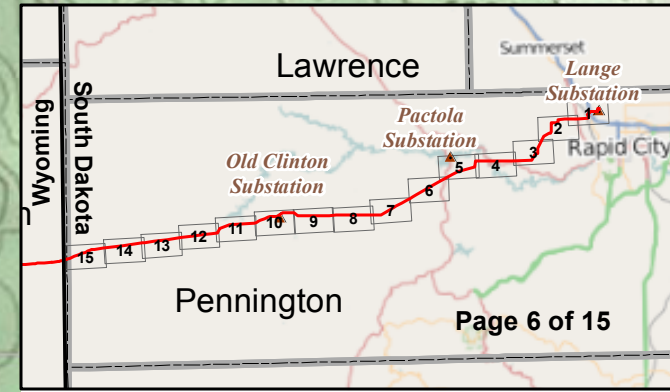 Summerset
Lawrence
Lange
Substation
Wyoming
South Dakota
Pactola
Substation
Rapid City
Old Clinton
Substation
1
2
3
4
5
6
7
8
9
10
11
12
13
14
15
Pennington
Page 6 of 15